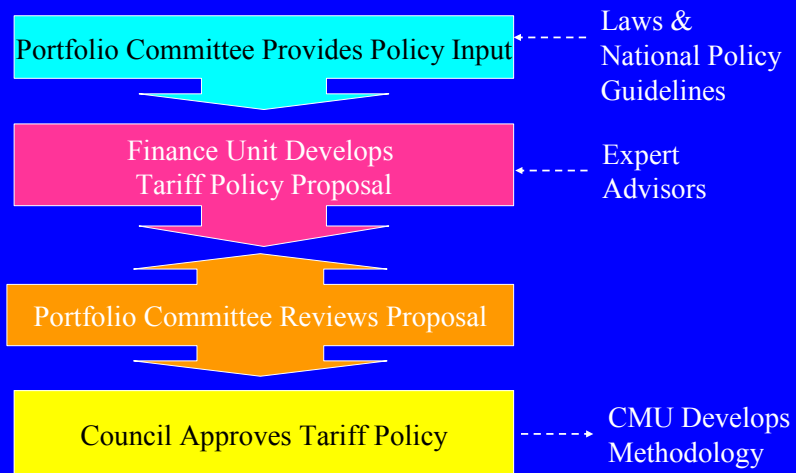 Portfolio Committee Provides Policy Input
Laws &
National Policy
Guidelines
Finance Unit Develops
Tariff Policy Proposal
Expert
Advisors
Portfolio Committee Reviews Proposal
Council Approves Tariff Policy
CMU Develops
Methodology